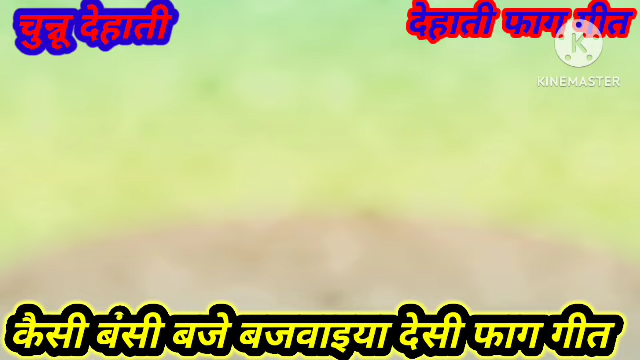 चुन्नू देहाती
देहाती फाग गीत
KINEMASTER
कैसी बंसी बजे बजवाइया देसी फाग गीत